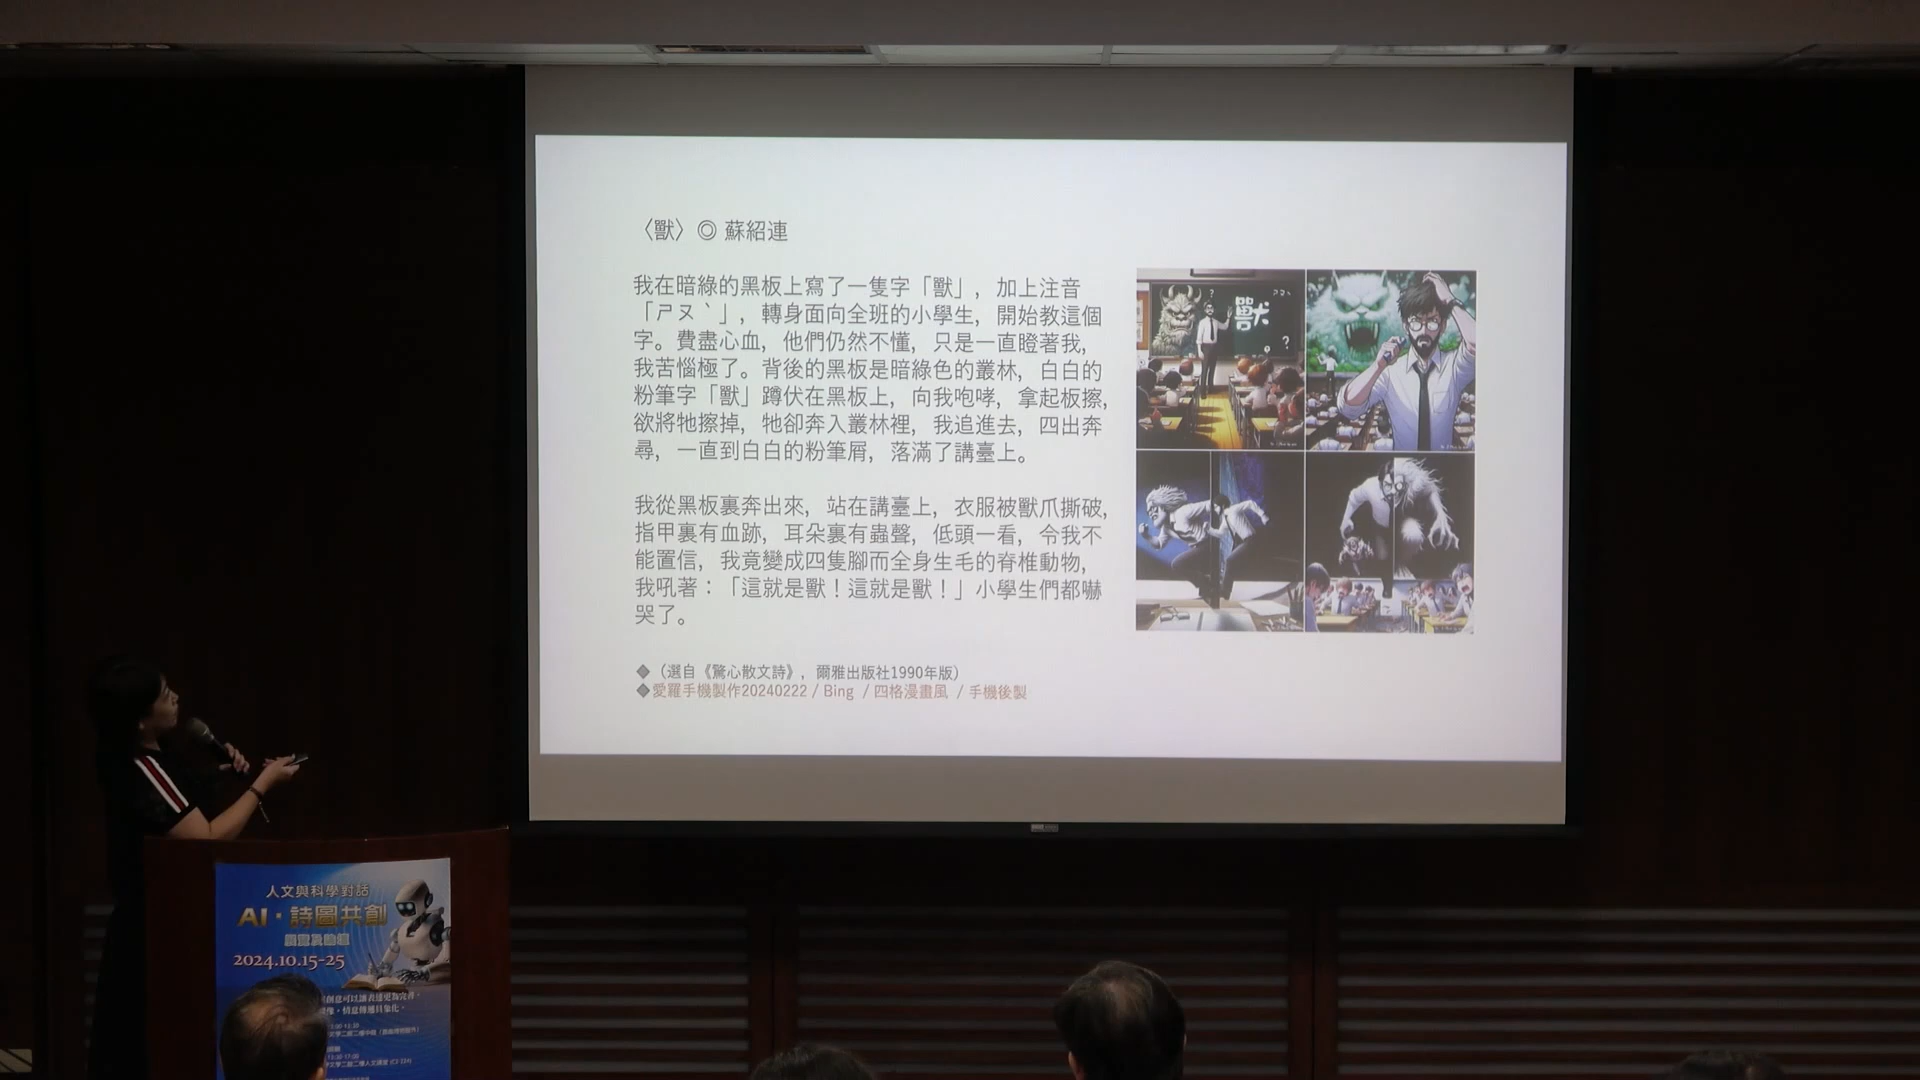 〈獸〉◎ 蘇紹連
我在暗綠的黑板上寫了一隻字「獸」，加上注音
「ㄕㄡˋ」，轉身面向全班的小學生，開始教這個
字。費盡心血，他們仍然不懂，只是一直瞪著我，
我苦惱極了。背後的黑板是暗綠色的叢林，白白的
粉筆字「獸」蹲伏在黑板上，向我咆哮，拿起板擦，
欲將牠擦掉，牠卻奔入叢林裡，我追進去，四出奔
尋，一直到白白的粉筆屑，落滿了講臺上。
我從黑板裏奔出來，站在講臺上，衣服被獸爪撕破，
指甲裏有血跡，耳朵裏有蟲聲，低頭一看，令我不
能置信，我竟變成四隻腳而全身生毛的脊椎動物，
我吼著：「這就是獸！這就是獸！」小學生們都嚇
哭了。
◆（選自《驚心散文詩》，爾雅出版社1990年版）
◆愛羅手機製作20240222 / Bing / 四格漫畫風 / 手機後製
獸
人文與科學對話
AI・詩圖共創
展覽及論壇
2024.10.15-25